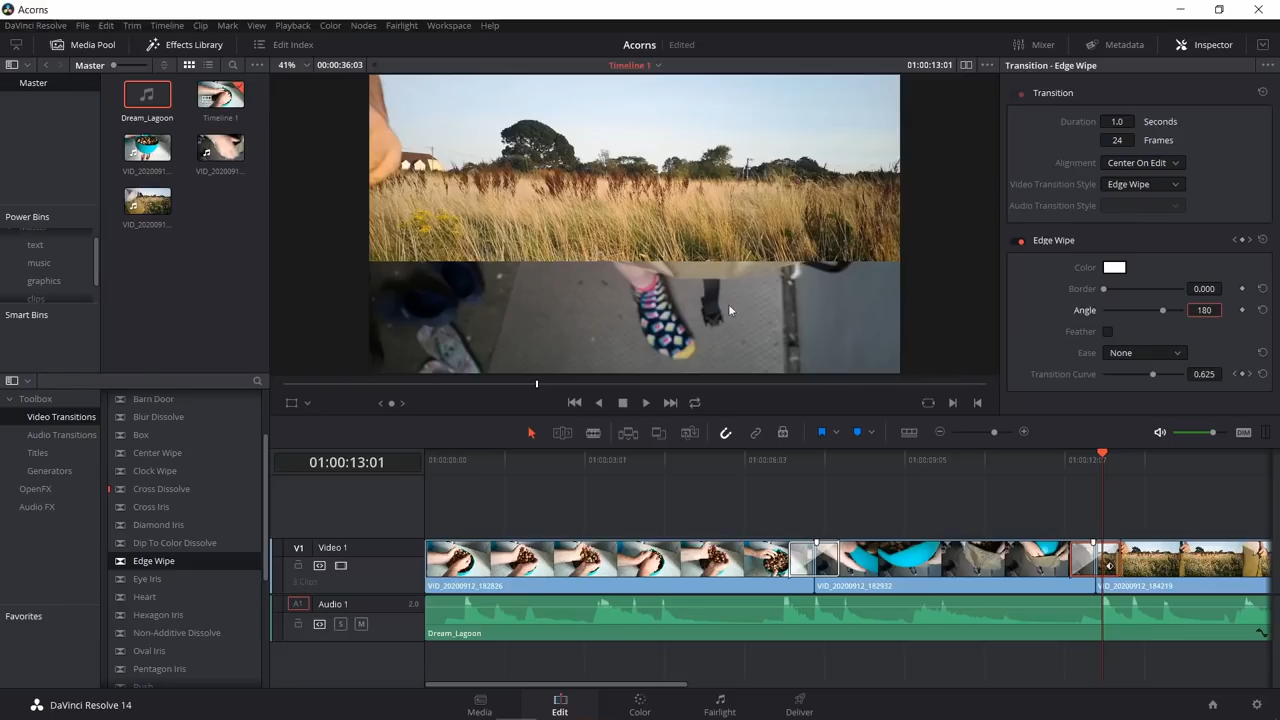 Acorns
DaVinci Resolve File Edit Trim Timeline Clip Mark View Playback Color Nodes Fairlight Workspace Help
Media Pool Effects Library Edit Index Acorns Edited Mixer Metadata Inspector
Master 41% 00:00:36:03 Timeline 1 01:00:13:01 Transition - Edge Wipe
Master
Dream_Lagoon Timeline 1
VID_2020091... VID_2020091...
VID_2020091...
Power Bins
text
music
graphics
clips
Smart Bins
Transition
Duration 1.0 Seconds
24 Frames
Alignment Center On Edit
Video Transition Style Edge Wipe
Audio Transition Style
Edge Wipe
Color
Border 0.000
Angle 180
Feather
Ease None
Transition Curve 0.625
Toolbox
Video Transitions
Audio Transitions
Titles
Generators
OpenFX
Audio FX
Favorites
Barn Door
Blur Dissolve
Box
Center Wipe
Clock Wipe
Cross Dissolve
Cross Iris
Diamond Iris
Dip To Color Dissolve
Edge Wipe
Eye Iris
Heart
Hexagon Iris
Non-Additive Dissolve
Oval Iris
Pentagon Iris
DIM
01:00:13:01 01:00:00:00 01:00:03:01 01:00:06:03 01:00:09:05
V1 Video 1
3 Clips
VID_20200912_182826 VID_20200912_182932 VID_20200912_184219
A1 Audio 1 2.0
S M
Dream_Lagoon
DaVinci Resolve 14 Media Edit Color Fairlight Deliver